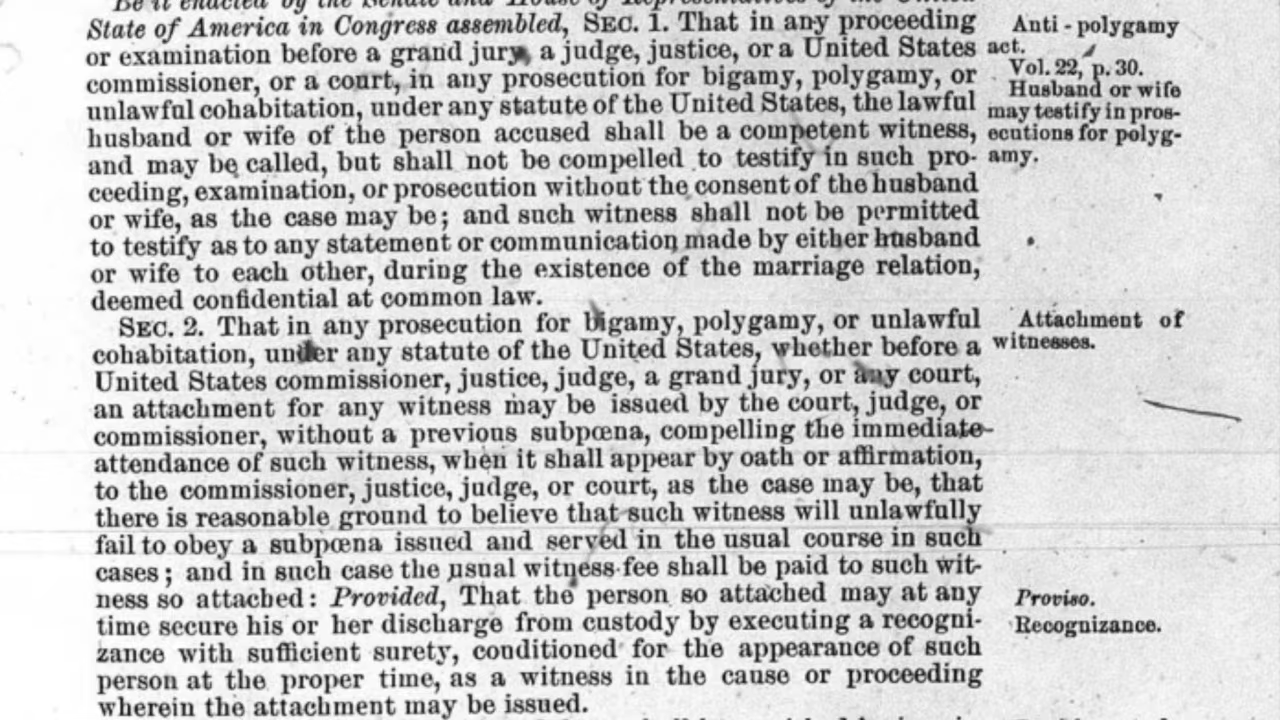 Be it enacted by the Senate and House of Representatives of the United
State of America in Congress assembled, SEC. 1. That in any proceeding
or examination before a grand jury, a judge, justice, or a United States
commissioner, or a court, in any prosecution for bigamy, polygamy, or
unlawful cohabitation, under any statute of the United States, the lawful
husband or wife of the person accused shall be a competent witness,
and may be called, but shall not be compelled to testify in such pro-
ceeding, examination, or prosecution without the consent of the husband
or wife, as the case may be; and such witness shall not be permitted
to testify as to any statement or communication made by either husband
or wife to each other, during the existence of the marriage relation,
deemed confidential at common law.
Anti-polygamy
act.
Vol. 22, p. 30.
Husband or wife
may testify in pros-
ecutions for polyg-
amy.
SEC. 2. That in any prosecution for bigamy, polygamy, or unlawful
cohabitation, under any statute of the United States, whether before a
United States commissioner, justice, judge, a grand jury, or any court,
an attachment for any witness may be issued by the court, judge, or
commissioner, without a previous subpœna, compelling the immediate
attendance of such witness, when it shall appear by oath or affirmation,
to the commissioner, justice, judge, or court, as the case may be, that
there is reasonable ground to believe that such witness will unlawfully
fail to obey a subpœna issued and served in the usual course in such
cases; and in such case the usual witness fee shall be paid to such wit-
ness so attached: Provided, That the person so attached may at any
time secure his or her discharge from custody by executing a recogni-
zance with sufficient surety, conditioned for the appearance of such
person at the proper time, as a witness in the cause or proceeding
wherein the attachment may be issued.
Attachment of
witnesses.
Proviso.
Recognizance.